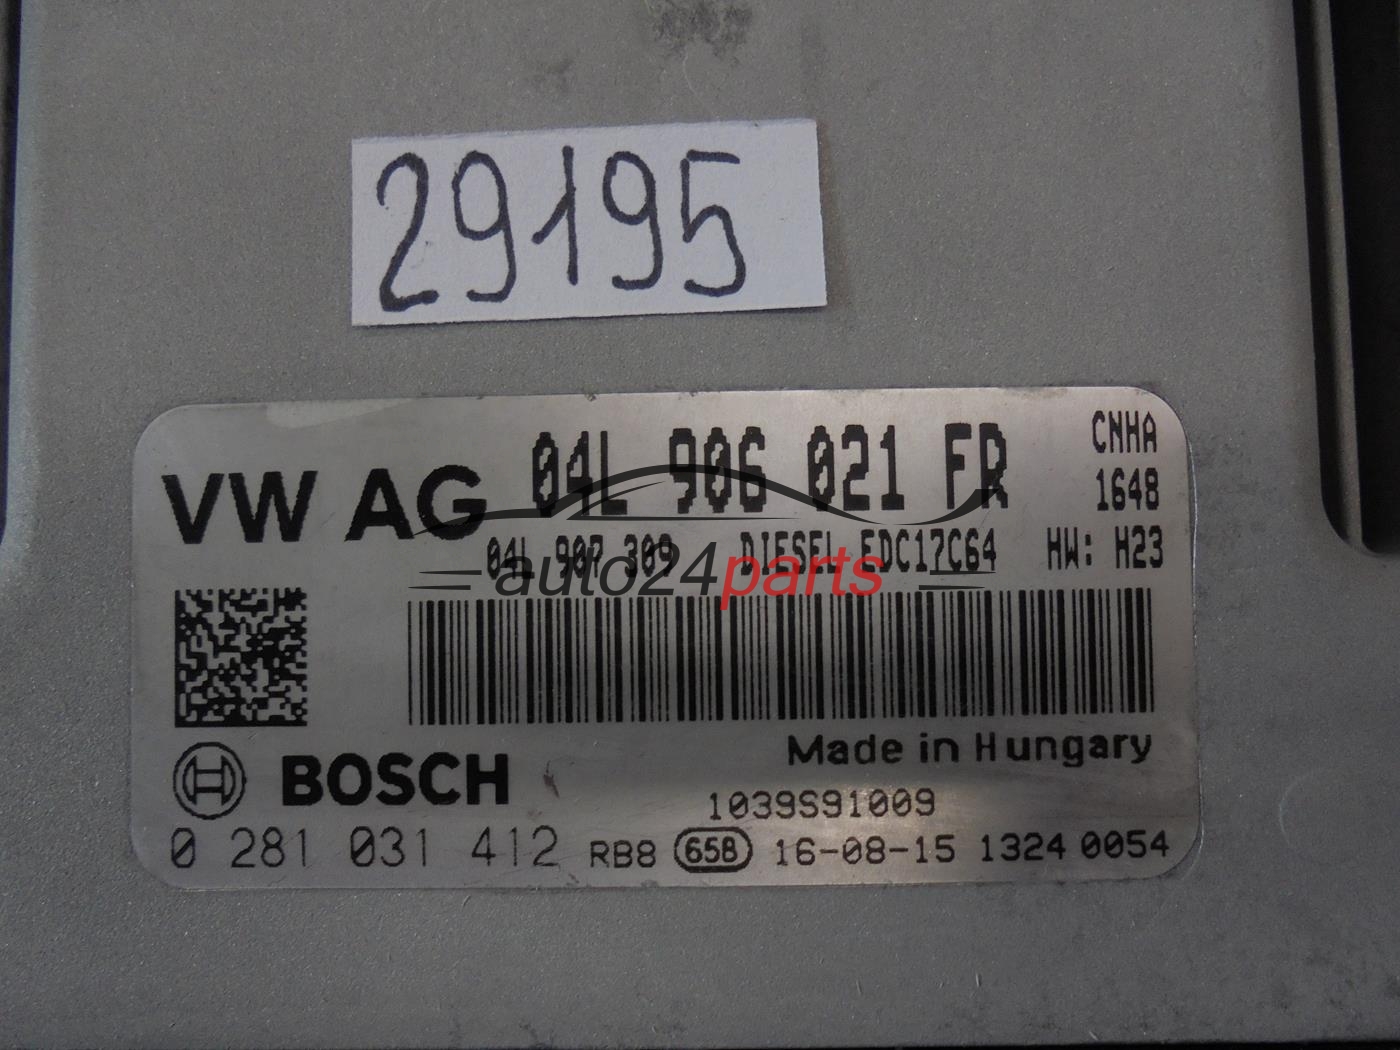 29195
VW AG 04L 906 021 FR CNHA
1648
04L 907 309 DIESEL EDC17C64 HW: H23
auto24parts
Made in Hungary
BOSCH
1039S91009
0 281 031 412 RB8 65B 16-08-15 1324 0054